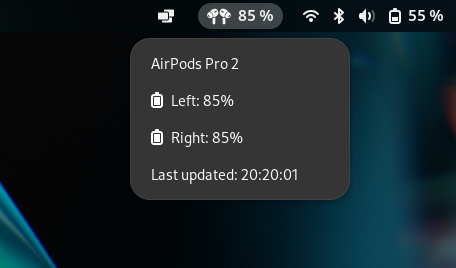 85 %
55 %
AirPods Pro 2
Left: 85%
Right: 85%
Last updated: 20:20:01